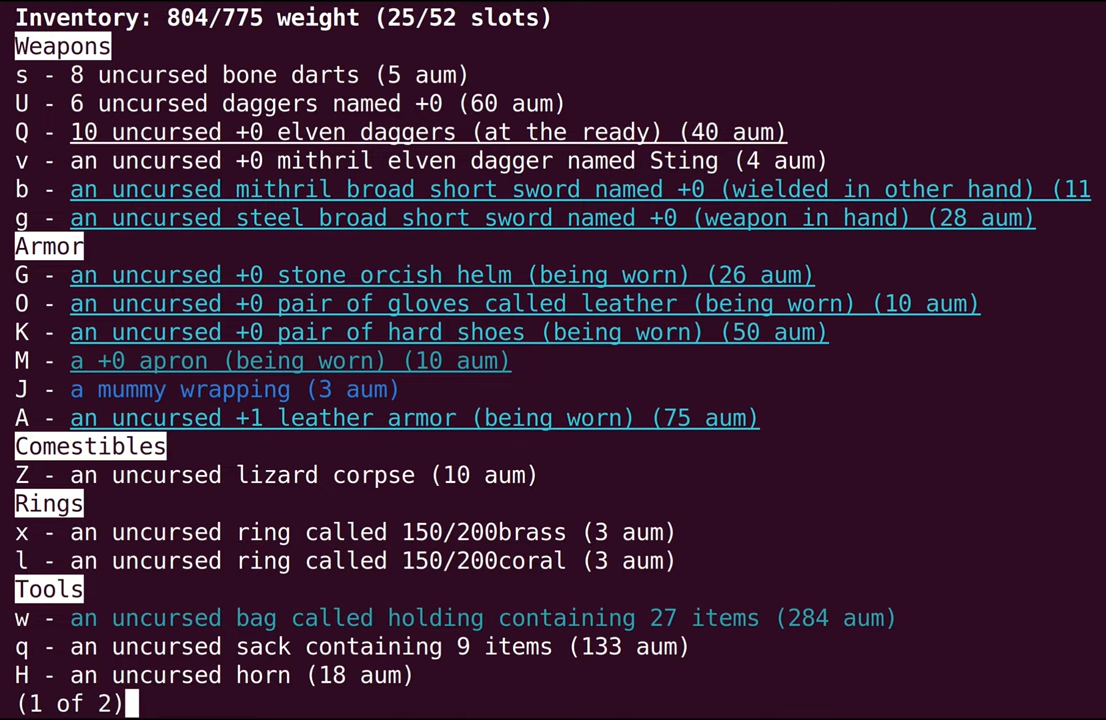 Inventory: 804/775 weight (25/52 slots)
Weapons
s - 8 uncursed bone darts (5 aum)
U - 6 uncursed daggers named +0 (60 aum)
Q - 10 uncursed +0 elven daggers (at the ready) (40 aum)
v - an uncursed +0 mithril elven dagger named Sting (4 aum)
b - an uncursed mithril broad short sword named +0 (wielded in other hand) (11
g - an uncursed steel broad short sword named +0 (weapon in hand) (28 aum)
Armor
G - an uncursed +0 stone orcish helm (being worn) (26 aum)
O - an uncursed +0 pair of gloves called leather (being worn) (10 aum)
K - an uncursed +0 pair of hard shoes (being worn) (50 aum)
M - a +0 apron (being worn) (10 aum)
J - a mummy wrapping (3 aum)
A - an uncursed +1 leather armor (being worn) (75 aum)
Comestibles
Z - an uncursed lizard corpse (10 aum)
Rings
x - an uncursed ring called 150/200brass (3 aum)
l - an uncursed ring called 150/200coral (3 aum)
Tools
w - an uncursed bag called holding containing 27 items (284 aum)
q - an uncursed sack containing 9 items (133 aum)
H - an uncursed horn (18 aum)
(1 of 2)